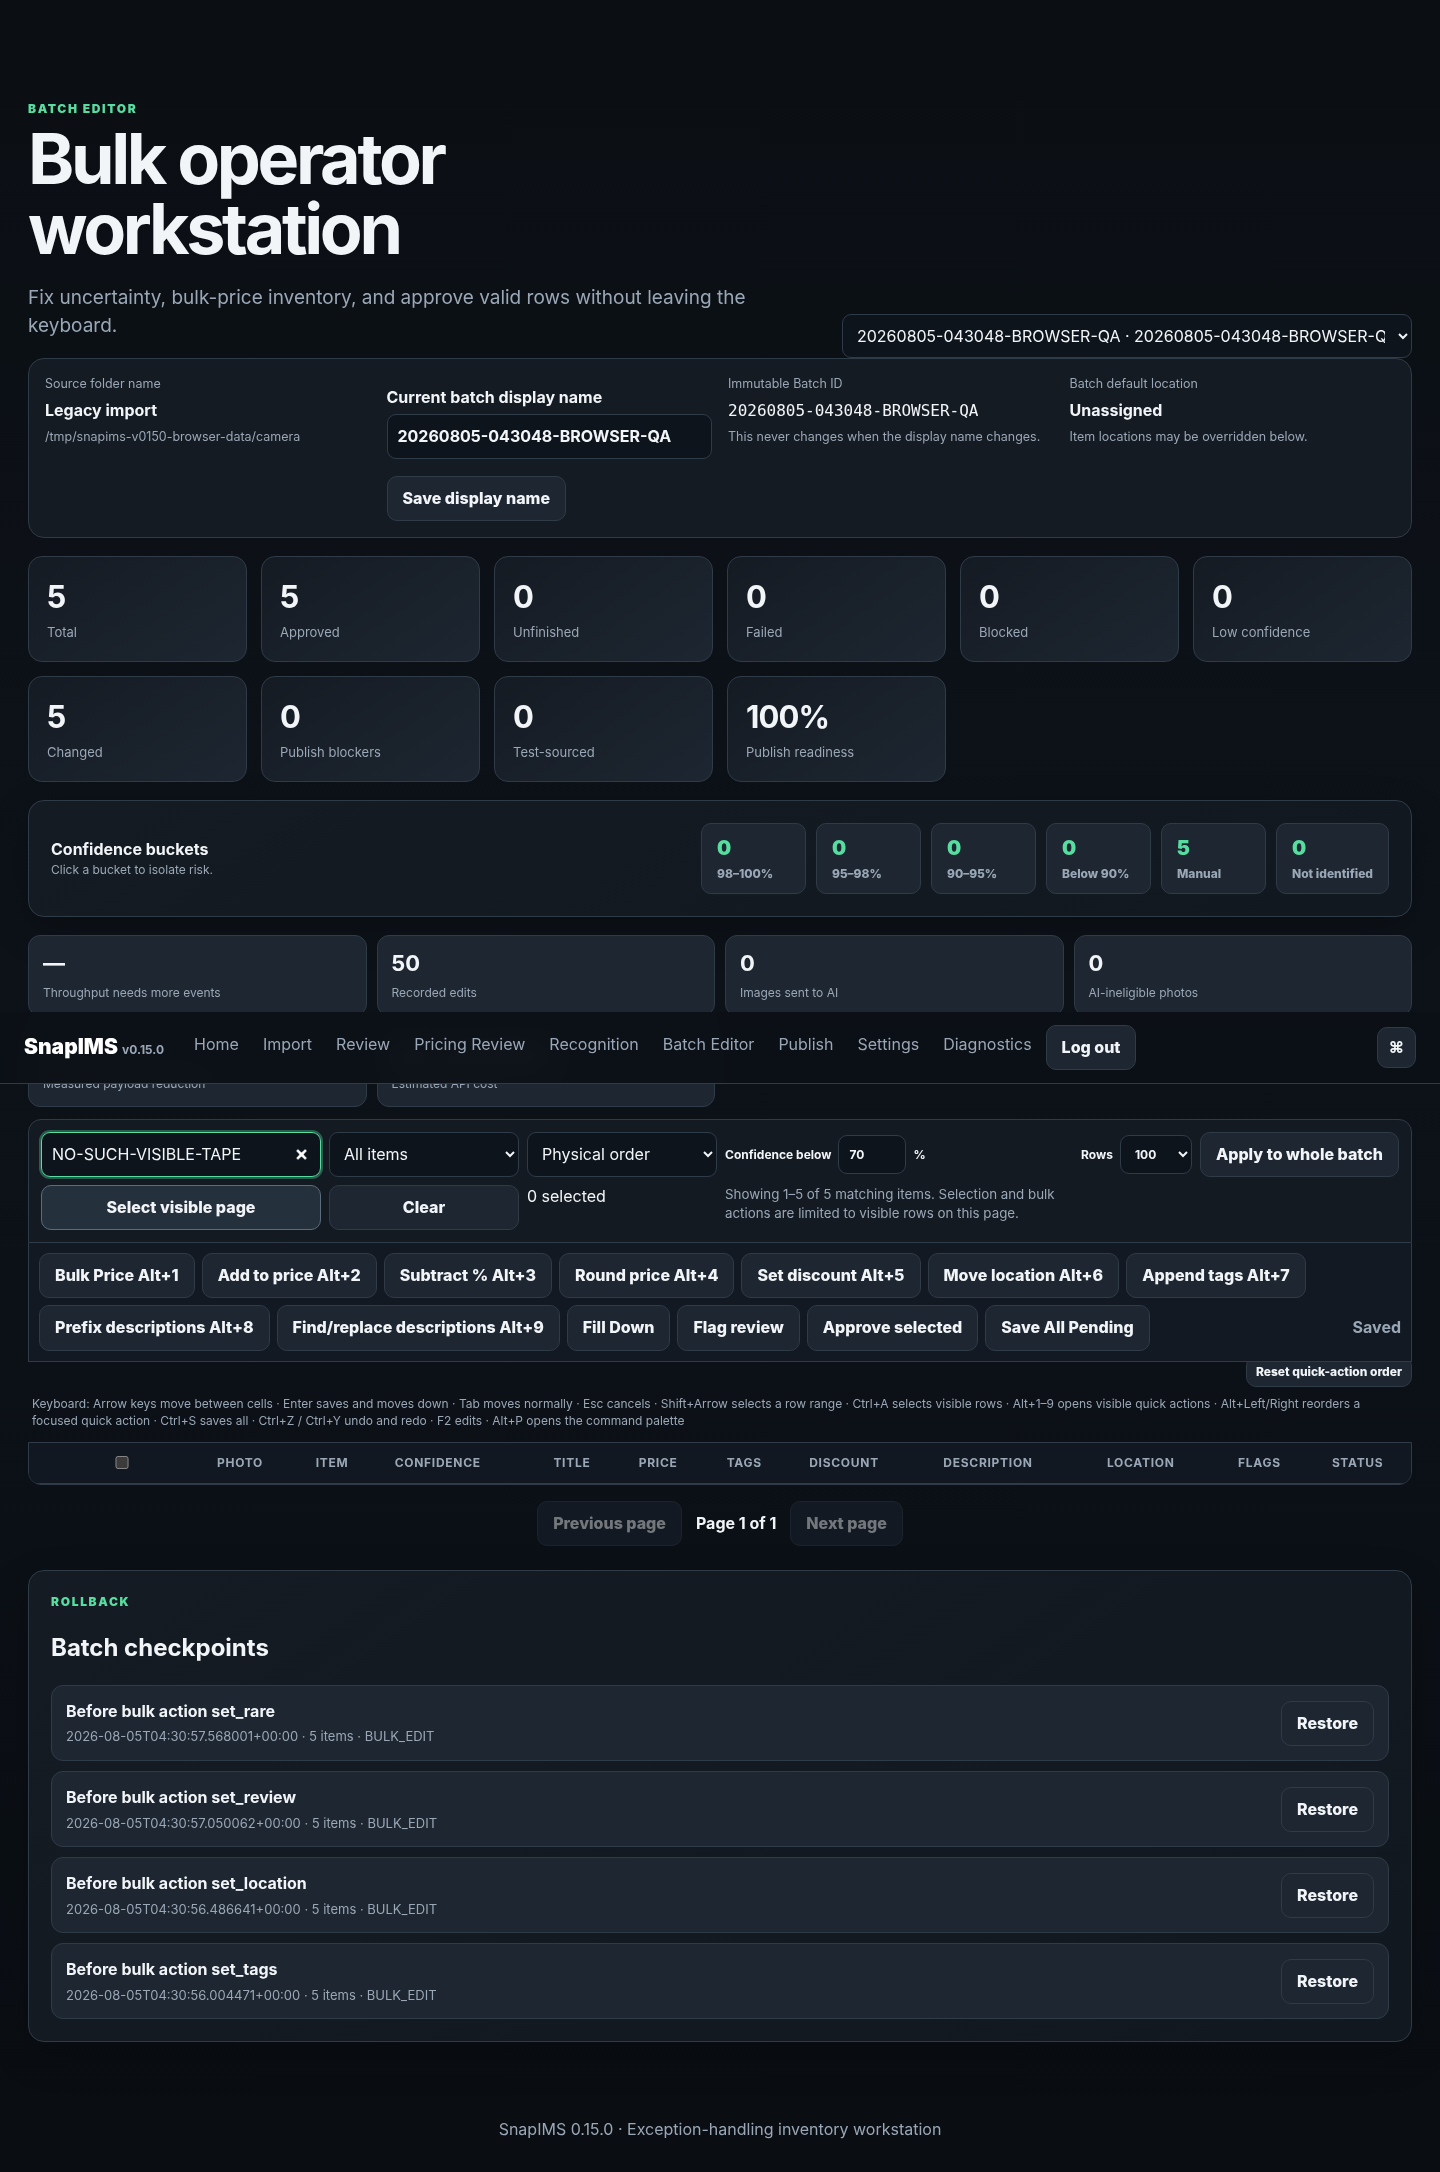 BATCH EDITOR
Bulk operator
workstation
Fix uncertainty, bulk-price inventory, and approve valid rows without leaving the
keyboard.
20260805-043048-BROWSER-QA · 20260805-043048-BROWSER-Q
Source folder name
Legacy import
/tmp/snapims-v0150-browser-data/camera
Current batch display name
20260805-043048-BROWSER-QA
Save display name
Immutable Batch ID
20260805-043048-BROWSER-QA
This never changes when the display name changes.
Batch default location
Unassigned
Item locations may be overridden below.
5
Total
5
Approved
0
Unfinished
0
Failed
0
Blocked
0
Low confidence
5
Changed
0
Publish blockers
0
Test-sourced
100%
Publish readiness
Confidence buckets
Click a bucket to isolate risk.
0
98–100%
0
95–98%
0
90–95%
0
Below 90%
5
Manual
0
Not identified
—
Throughput needs more events
50
Recorded edits
0
Images sent to AI
0
AI-ineligible photos
SnapIMS v0.15.0 Home Import Review Pricing Review Recognition Batch Editor Publish Settings Diagnostics Log out ⌘
Measured payload reduction
Estimated API cost
NO-SUCH-VISIBLE-TAPE × All items Physical order Confidence below 70 % Rows 100 Apply to whole batch
Select visible page Clear 0 selected
Showing 1–5 of 5 matching items. Selection and bulk
actions are limited to visible rows on this page.
Bulk Price Alt+1 Add to price Alt+2 Subtract % Alt+3 Round price Alt+4 Set discount Alt+5 Move location Alt+6 Append tags Alt+7
Prefix descriptions Alt+8 Find/replace descriptions Alt+9 Fill Down Flag review Approve selected Save All Pending Saved
Reset quick-action order
Keyboard: Arrow keys move between cells · Enter saves and moves down · Tab moves normally · Esc cancels · Shift+Arrow selects a row range · Ctrl+A selects visible rows · Alt+1–9 opens visible quick actions · Alt+Left/Right reorders a
focused quick action · Ctrl+S saves all · Ctrl+Z / Ctrl+Y undo and redo · F2 edits · Alt+P opens the command palette
PHOTO ITEM CONFIDENCE TITLE PRICE TAGS DISCOUNT DESCRIPTION LOCATION FLAGS STATUS
Previous page Page 1 of 1 Next page
ROLLBACK
Batch checkpoints
Before bulk action set_rare
2026-08-05T04:30:57.568001+00:00 · 5 items · BULK_EDIT
Restore
Before bulk action set_review
2026-08-05T04:30:57.050062+00:00 · 5 items · BULK_EDIT
Restore
Before bulk action set_location
2026-08-05T04:30:56.486641+00:00 · 5 items · BULK_EDIT
Restore
Before bulk action set_tags
2026-08-05T04:30:56.004471+00:00 · 5 items · BULK_EDIT
Restore
SnapIMS 0.15.0 · Exception-handling inventory workstation